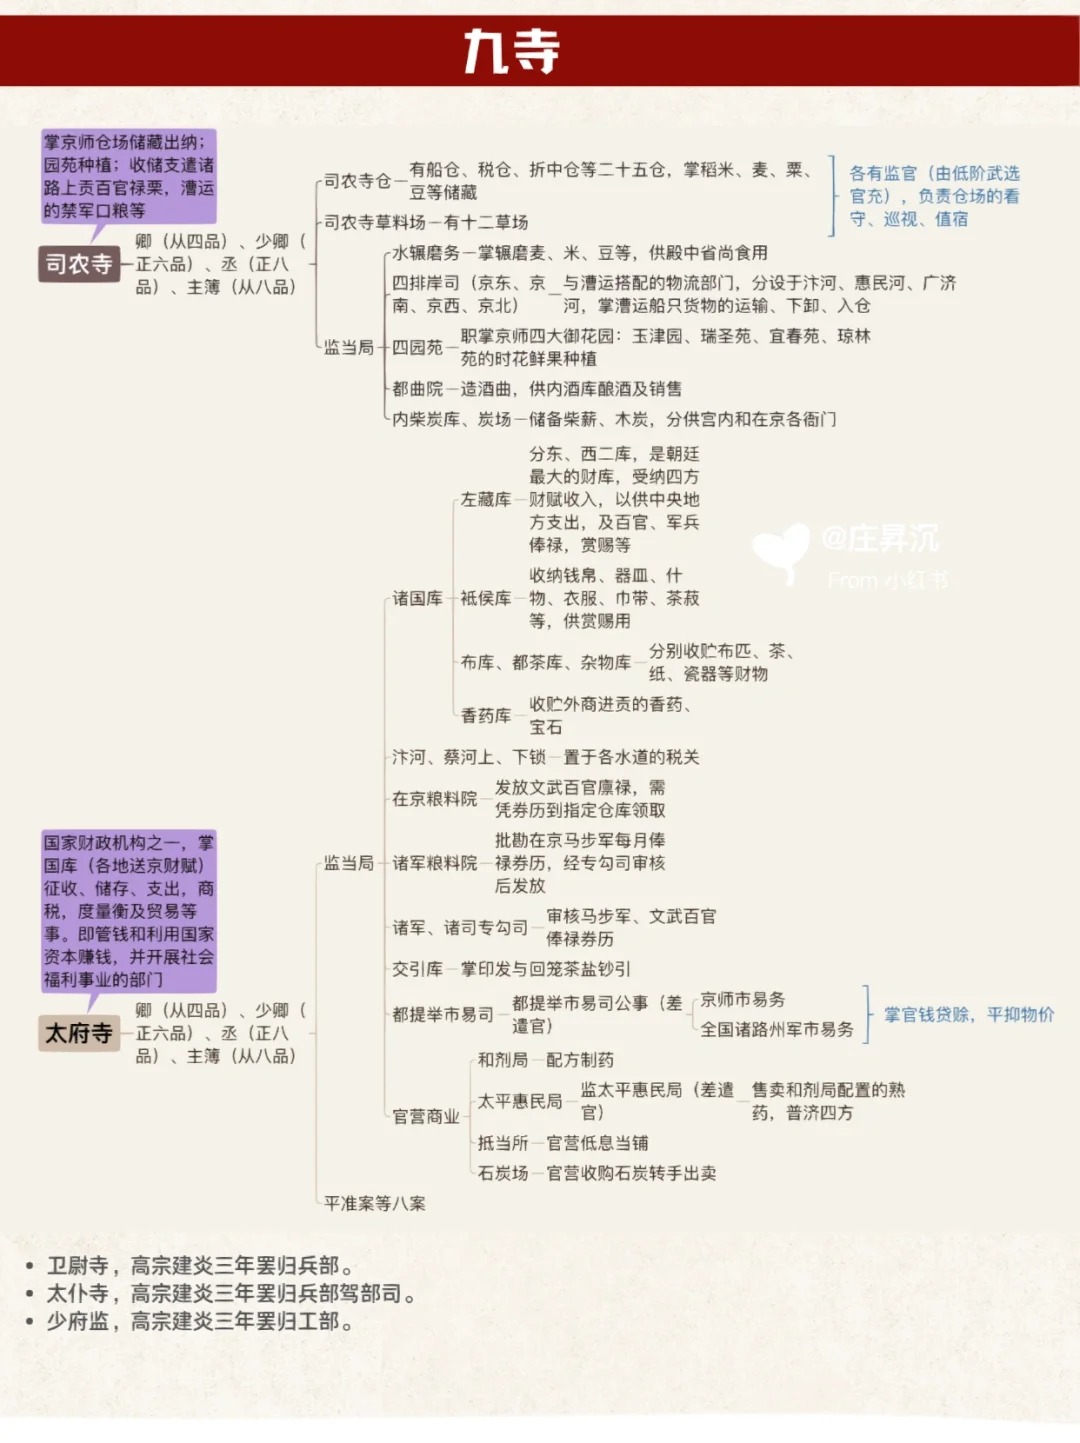 九寺
掌京师仓场储藏出纳；
园苑种植；收储支遣诸
路上贡百官禄栗，漕运
的禁军口粮等
司农寺
卿（从四品）、少卿（
正六品）、丞（正八
品）、主簿（从八品）
司农寺仓
有船仓、税仓、折中仓等二十五仓，掌稻米、麦、粟、
豆等储藏
各有监官（由低阶武选
官充），负责仓场的看
守、巡视、值宿
司农寺草料场
有十二草场
监当局
水辗磨务
掌辗磨麦、米、豆等，供殿中省尚食用
四排岸司（京东、京
南、京西、京北）
与漕运搭配的物流部门，分设于汴河、惠民河、广济
河，掌漕运船只货物的运输、下卸、入仓
四园苑
职掌京师四大御花园：玉津园、瑞圣苑、宜春苑、琼林
苑的时花鲜果种植
都曲院
造酒曲，供内酒库酿酒及销售
内柴炭库、炭场
储备柴薪、木炭，分供宫内和在京各衙门
国家财政机构之一，掌
国库（各地送京财赋）
征收、储存、支出，商
税，度量衡及贸易等
事。即管钱和利用国家
资本赚钱，并开展社会
福利事业的部门
太府寺
卿（从四品）、少卿（
正六品）、丞（正八
品）、主簿（从八品）
监当局
诸国库
左藏库
分东、西二库，是朝廷
最大的财库，受纳四方
财赋收入，以供中央地
方支出，及百官、军兵
俸禄，赏赐等
祗侯库
收纳钱帛、器皿、什
物、衣服、巾带、茶菽
等，供赏赐用
布库、都茶库、杂物库
分别收贮布匹、茶、
纸、瓷器等财物
香药库
收贮外商进贡的香药、
宝石
汴河、蔡河上、下锁
置于各水道的税关
在京粮料院
发放文武百官廪禄，需
凭券历到指定仓库领取
诸军粮料院
批勘在京马步军每月俸
禄券历，经专勾司审核
后发放
诸军、诸司专勾司
审核马步军、文武百官
俸禄券历
交引库
掌印发与回笼茶盐钞引
都提举市易司
都提举市易司公事（差
遣官）
京师市易务
全国诸路州军市易务
掌官钱贷赊，平抑物价
官营商业
和剂局
配方制药
太平惠民局
监太平惠民局（差遣
官）
售卖和剂局配置的熟
药，普济四方
抵当所
官营低息当铺
石炭场
官营收购石炭转手出卖
平准案等八案
@庄昇沉
From 小红书
• 卫尉寺，高宗建炎三年罢归兵部。
• 太仆寺，高宗建炎三年罢归兵部驾部司。
• 少府监，高宗建炎三年罢归工部。